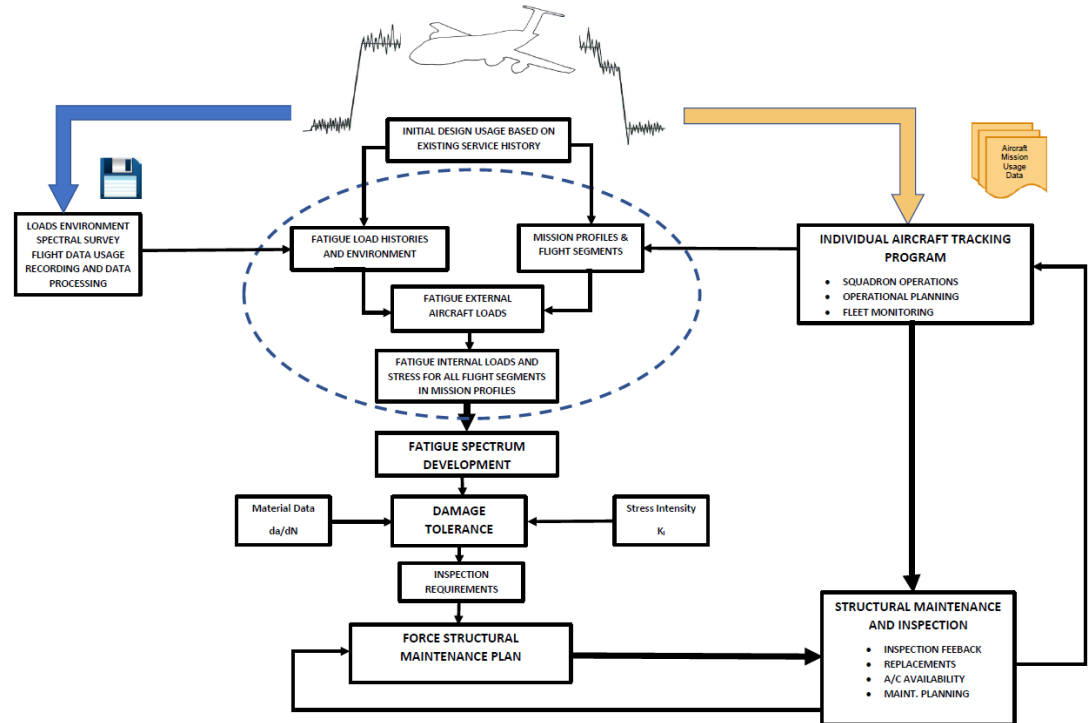 INITIAL DESIGN USAGE BASED ON
EXISTING SERVICE HISTORY
Aircraft
Mission
Usage
Data
LOADS ENVIRONMENT
SPECTRAL SURVEY
FLIGHT DATA USAGE
RECORDING AND DATA
PROCESSING
FATIGUE LOAD HISTORIES
AND ENVIRONMENT
MISSION PROFILES &
FLIGHT SEGMENTS
INDIVIDUAL AIRCRAFT TRACKING
PROGRAM
• SQUADRON OPERATIONS
• OPERATIONAL PLANNING
• FLEET MONITORING
FATIGUE EXTERNAL
AIRCRAFT LOADS
FATIGUE INTERNAL LOADS AND
STRESS FOR ALL FLIGHT SEGMENTS
IN MISSION PROFILES
FATIGUE SPECTRUM
DEVELOPMENT
Material Data
da/dN
DAMAGE
TOLERANCE
Stress Intensity
Kᵢ
INSPECTION
REQUIREMENTS
FORCE STRUCTURAL
MAINTENANCE PLAN
STRUCTURAL MAINTENANCE
AND INSPECTION
• INSPECTION FEEBACK
• REPLACEMENTS
• A/C AVAILABILITY
• MAINT. PLANNING